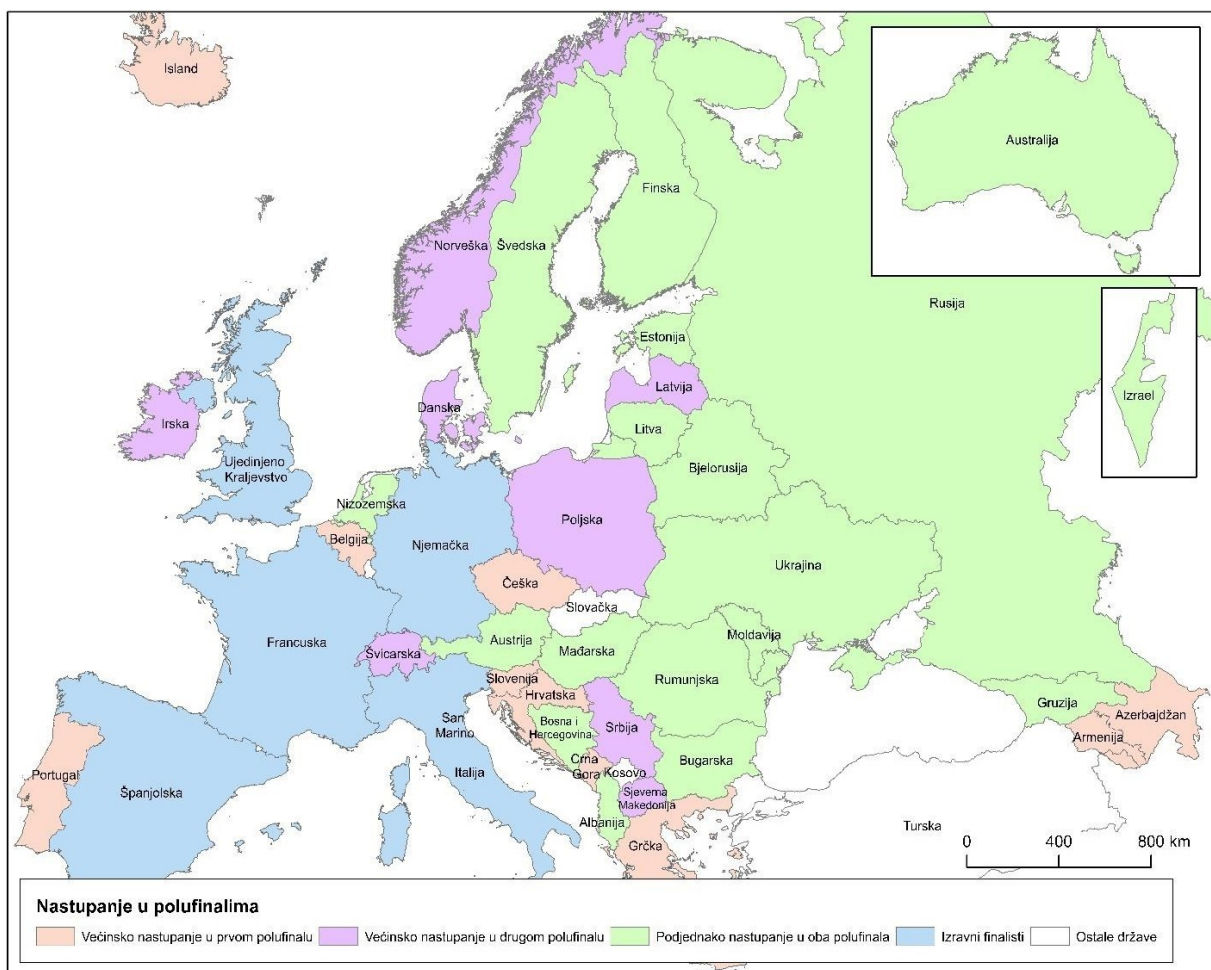 Island
Australija
Finska
Norveška
Švedska
Rusija
Estonija
Izrael
Latvija
Danska
Irska
Litva
Ujedinjeno
Kraljevstvo
Bjelorusija
Nizozemska
Poljska
Belgija
Njemačka
Ukrajina
Češka
Slovačka
Francuska
Austrija
Moldavija
Švicarska
Mađarska
Slovenija
Rumunjska
Hrvatska
Gruzija
Azerbajdžan
San
Marino
Bosna i
Hercegovina
Srbija
Armenija
Crna
Gora
Bugarska
Portugal
Italija
Kosovo
Španjolska
Sjeverna
Makedonija
Albanija
Turska
Grčka
0 400 800 km
Nastupanje u polufinalima
Većinsko nastupanje u prvom polufinalu Većinsko nastupanje u drugom polufinalu Podjednako nastupanje u oba polufinala Izravni finalisti Ostale države